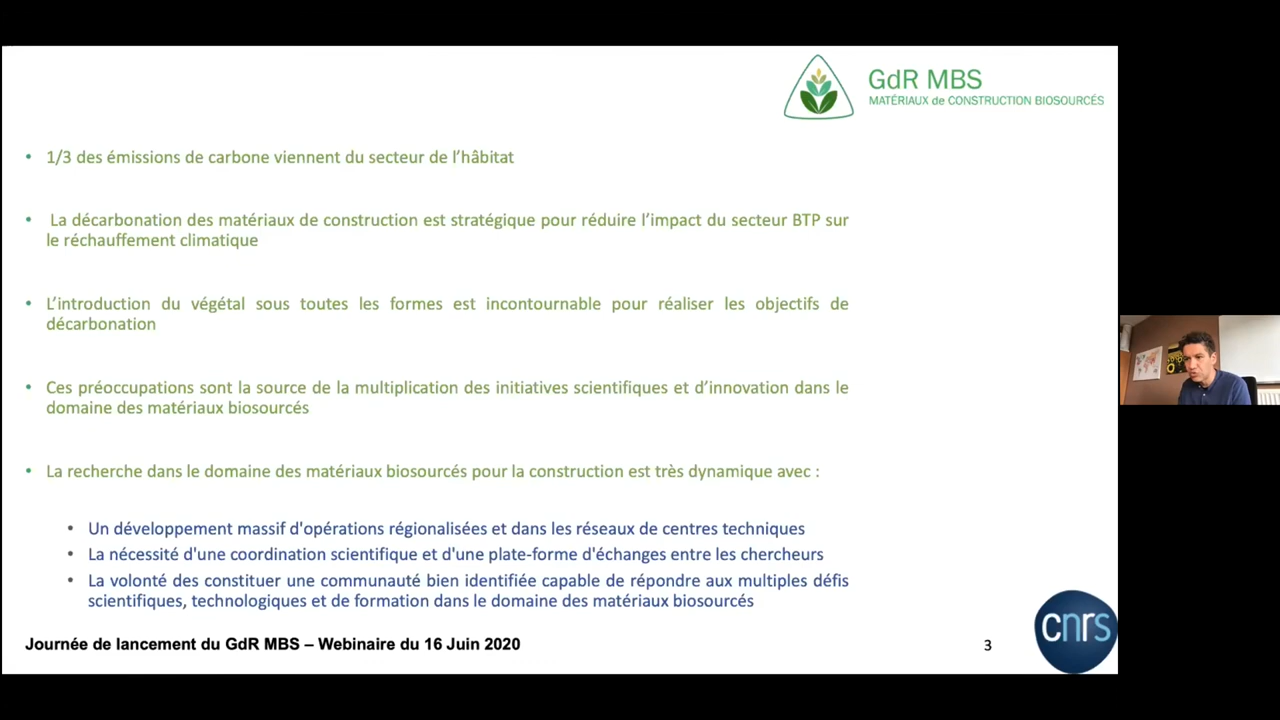 GdR MBS
MATÉRIAUX de CONSTRUCTION BIOSOURCÉS
• 1/3 des émissions de carbone viennent du secteur de l’hâbitat
• La décarbonation des matériaux de construction est stratégique pour réduire l’impact du secteur BTP sur
le réchauffement climatique
• L’introduction du végétal sous toutes les formes est incontournable pour réaliser les objectifs de
décarbonation
• Ces préoccupations sont la source de la multiplication des initiatives scientifiques et d’innovation dans le
domaine des matériaux biosourcés
• La recherche dans le domaine des matériaux biosourcés pour la construction est très dynamique avec :
• Un développement massif d'opérations régionalisées et dans les réseaux de centres techniques
• La nécessité d'une coordination scientifique et d'une plate-forme d'échanges entre les chercheurs
• La volonté des constituer une communauté bien identifiée capable de répondre aux multiples défis
scientifiques, technologiques et de formation dans le domaine des matériaux biosourcés
Journée de lancement du GdR MBS – Webinaire du 16 Juin 2020
3
cnrs